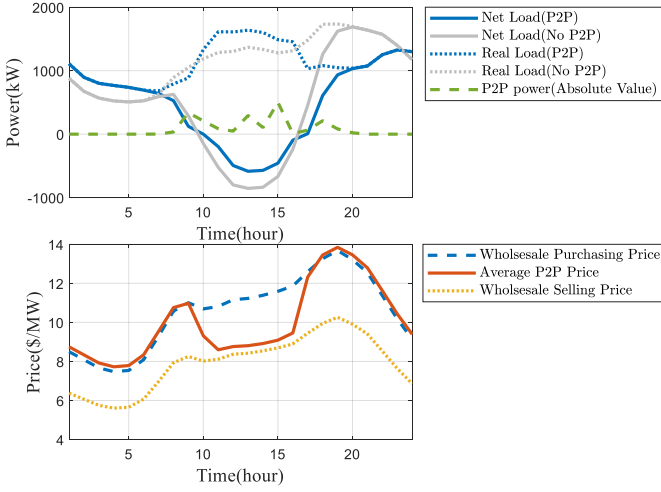 2000
1000
0
-1000
Power(kW)
5
10
15
20
Time(hour)
Net Load(P2P)
Net Load(No P2P)
Real Load(P2P)
Real Load(No P2P)
P2P power(Absolute Value)
14
12
10
8
6
4
Price($/MW)
5
10
15
20
Time(hour)
Wholsesale Purchasing Price
Average P2P Price
Wholsesale Selling Price